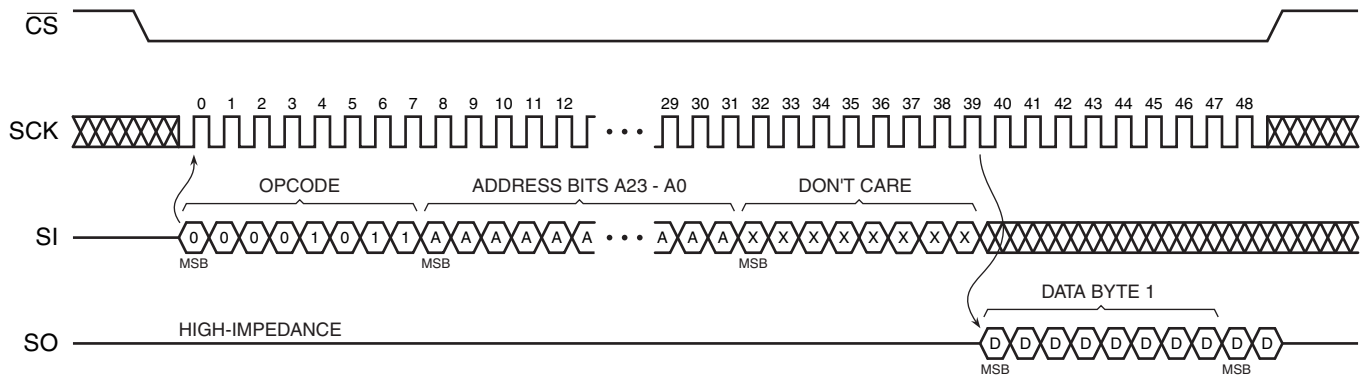 CS
0 1 2 3 4 5 6 7 8 9 10 11 12 29 30 31 32 33 34 35 36 37 38 39 40 41 42 43 44 45 46 47 48
SCK
OPCODE ADDRESS BITS A23 - A0 DON'T CARE
SI 0 0 0 0 1 0 1 1 A A A A A A A A A X X X X X X X X
MSB MSB MSB
DATA BYTE 1
HIGH-IMPEDANCE
SO D D D D D D D D D D
MSB MSB